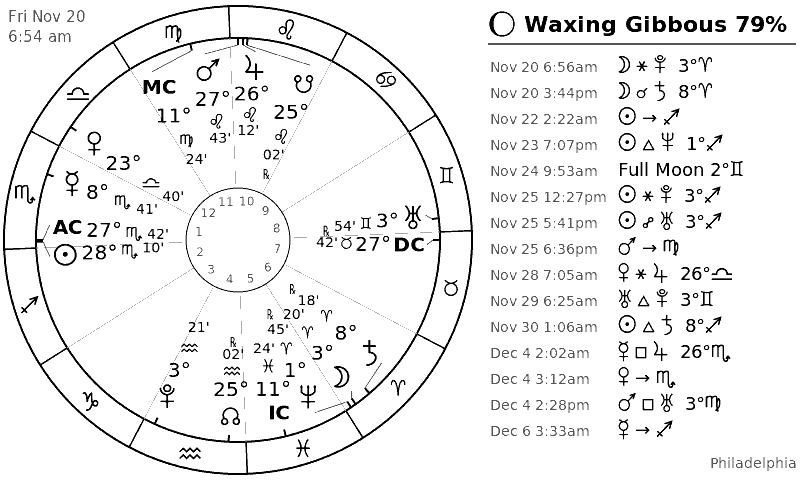 Fri Nov 20
6:54 am
☽ Waxing Gibbous 79%
Nov 20 6:56am ☽ ⚹ ♇ 3°♈
Nov 20 3:44pm ☽ ☌ ♄ 8°♈
Nov 22 2:22am ☉ → ♐
Nov 23 7:07pm ☉ △ ♆ 1°♐
Nov 24 9:53am Full Moon 2°♊
Nov 25 12:27pm ☉ ⚹ ♇ 3°♐
Nov 25 5:41pm ☉ ☍ ♅ 3°♐
Nov 25 6:36pm ♂ → ♍
Nov 28 7:05am ♀ ⚹ ♃ 26°♎
Nov 29 6:25am ♅ △ ♇ 3°♊
Nov 30 1:06am ☉ △ ♄ 8°♐
Dec 4 2:02am ☿ □ ♃ 26°♏
Dec 4 3:12am ♀ → ♏
Dec 4 2:28pm ♂ □ ♅ 3°♍
Dec 6 3:33am ☿ → ♐
Philadelphia
♍ ♌
♎ ♋
♏ ♊
♐ ♉
♑ ♈
♒ ♓
MC 11° ♍ 24'
♂ 27° ♌ 43'
♃ 26° ♌ 12'
☋ 25° ♌ 02' ℞
♀ 23° ♎ 40'
☿ 8° ♏ 41'
AC 27° ♏ 42'
☉ 28° ♏ 10'
♅ 3° ♊ 54' ℞
DC 27° ♉ 42'
♄ 8° ♈ 18' ℞
☽ 3° ♈ 20'
♆ 1° ♈ 45' ℞
IC 11° ♓ 24'
☊ 25° ♒ 02' ℞
♇ 3° ♒ 21'
1 2 3 4 5 6 7 8 9 10 11 12